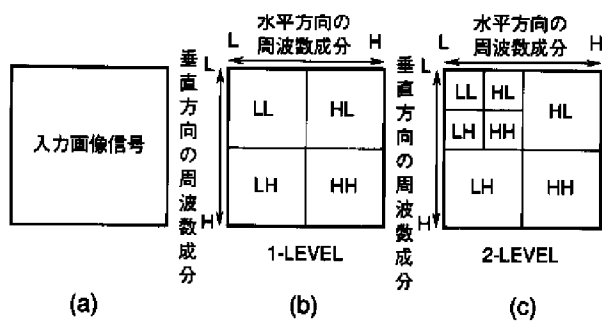 入力画像信号
(a)
水平方向の
周波数成分
L
H
垂直方向の周波数成分
L
H
LL
HL
LH
HH
1-LEVEL
(b)
水平方向の
周波数成分
L
H
垂直方向の周波数成分
L
H
LL
HL
LH
HH
HL
LH
HH
2-LEVEL
(c)